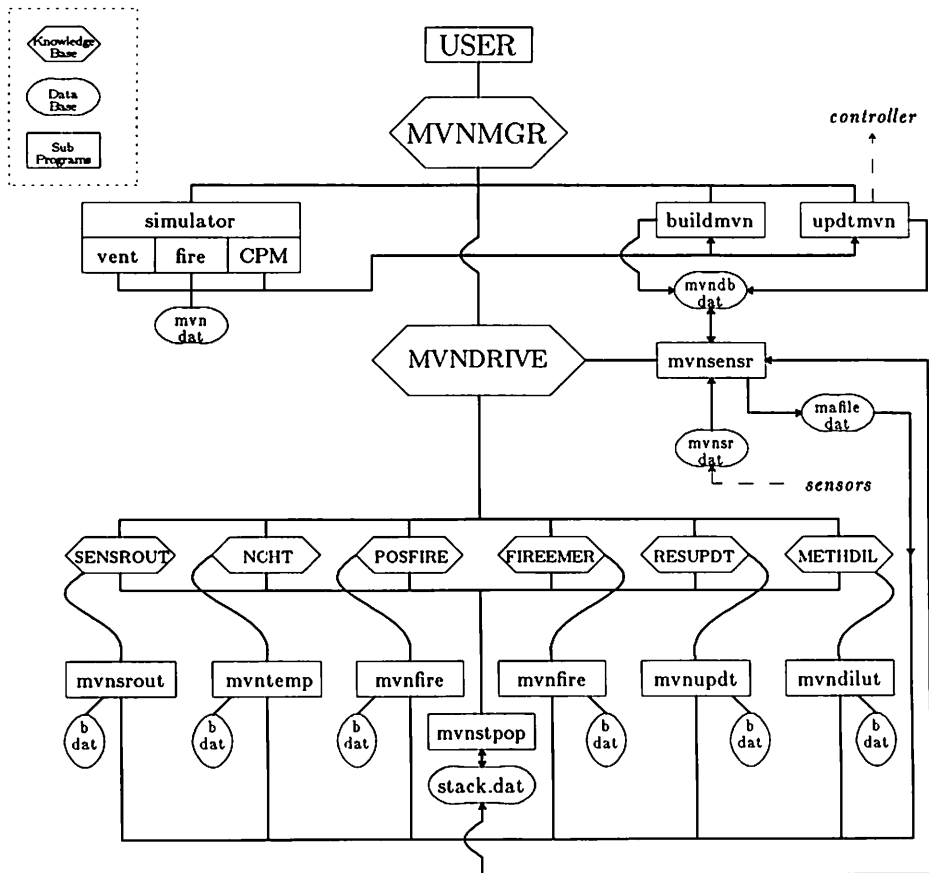 Knowledge
Base
Data
Base
Sub
Programs
USER
MVNMGR
controller
simulator
vent fire CPM
buildmvn
updtmvn
mvn
dat
mvndb
dat
MVNDRIVE
mvnsensr
mafile
dat
mvnsr
dat
sensors
SENSROUT NCHT POSFIRE FIREEMER RESUPDT METHDIL
mvnsrout mvntemp mvnfire mvnfire mvnupdt mvndilut
b
dat
b
dat
b
dat
b
dat
b
dat
b
dat
mvnstpop
stack.dat